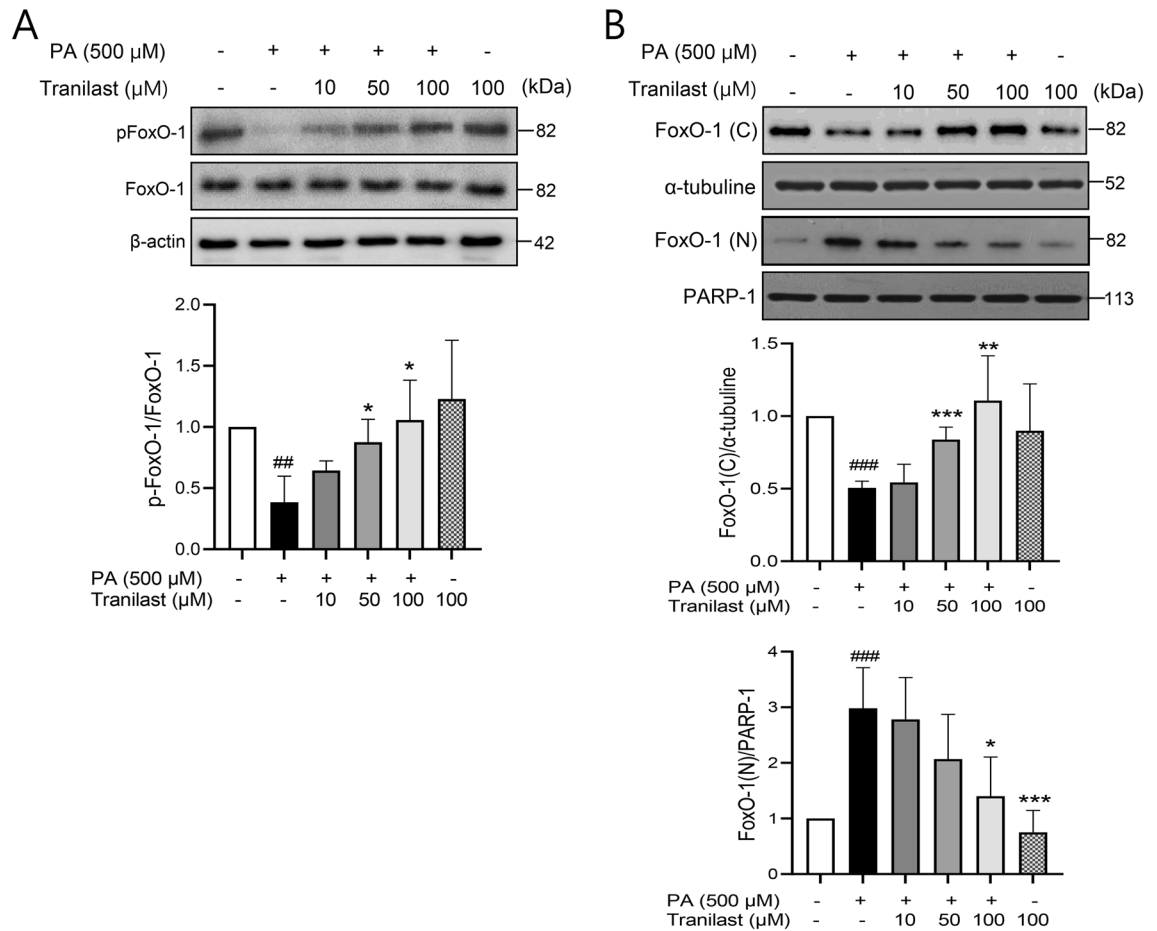 A
PA (500 µM) - + + + + -
Tranilast (µM) - - 10 50 100 100 (kDa)
pFoxO-1 82
FoxO-1 82
β-actin 42
p-FoxO-1/FoxO-1
2.0
1.5
1.0
0.5
0.0
##
*
*
PA (500 µM) - + + + + -
Tranilast (µM) - - 10 50 100 100
B
PA (500 µM) - + + + + -
Tranilast (µM) - - 10 50 100 100 (kDa)
FoxO-1 (C) 82
α-tubuline 52
FoxO-1 (N) 82
PARP-1 113
FoxO-1(C)/α-tubuline
1.5
1.0
0.5
0.0
###
***
**
PA (500 µM) - + + + + -
Tranilast (µM) - - 10 50 100 100
FoxO-1(N)/PARP-1
4
3
2
1
0
###
*
***
PA (500 µM) - + + + + -
Tranilast (µM) - - 10 50 100 100